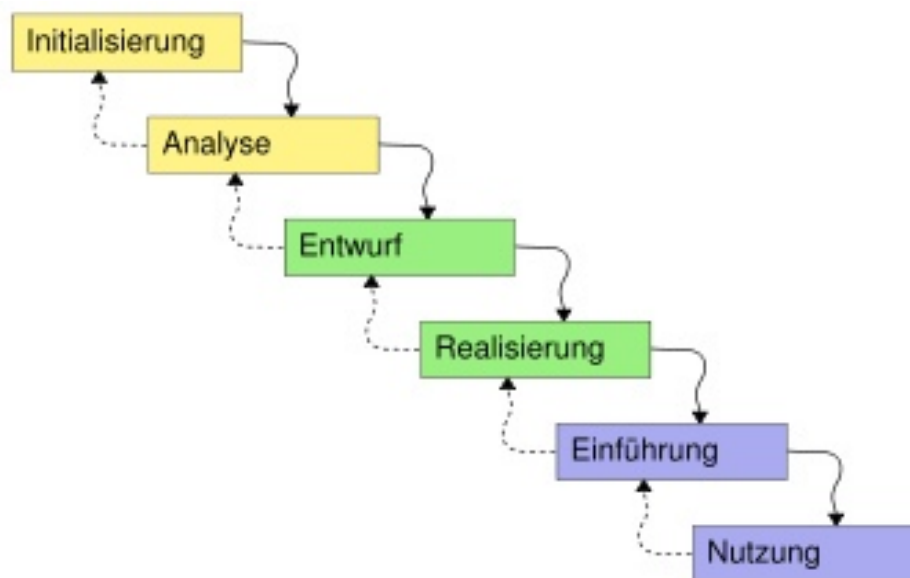 Initialisierung
Analyse
Entwurf
Realisierung
Einführung
Nutzung